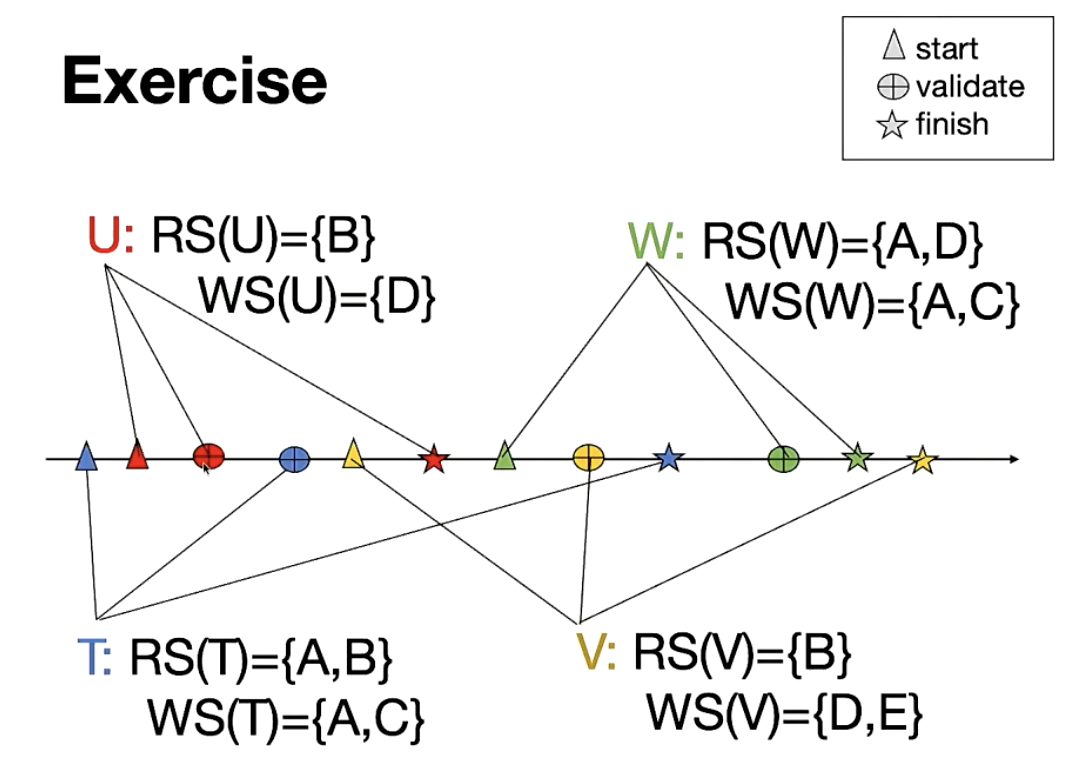 Exercise
start
validate
finish
U: RS(U)={B}
WS(U)={D}
W: RS(W)={A,D}
WS(W)={A,C}
T: RS(T)={A,B}
WS(T)={A,C}
V: RS(V)={B}
WS(V)={D,E}